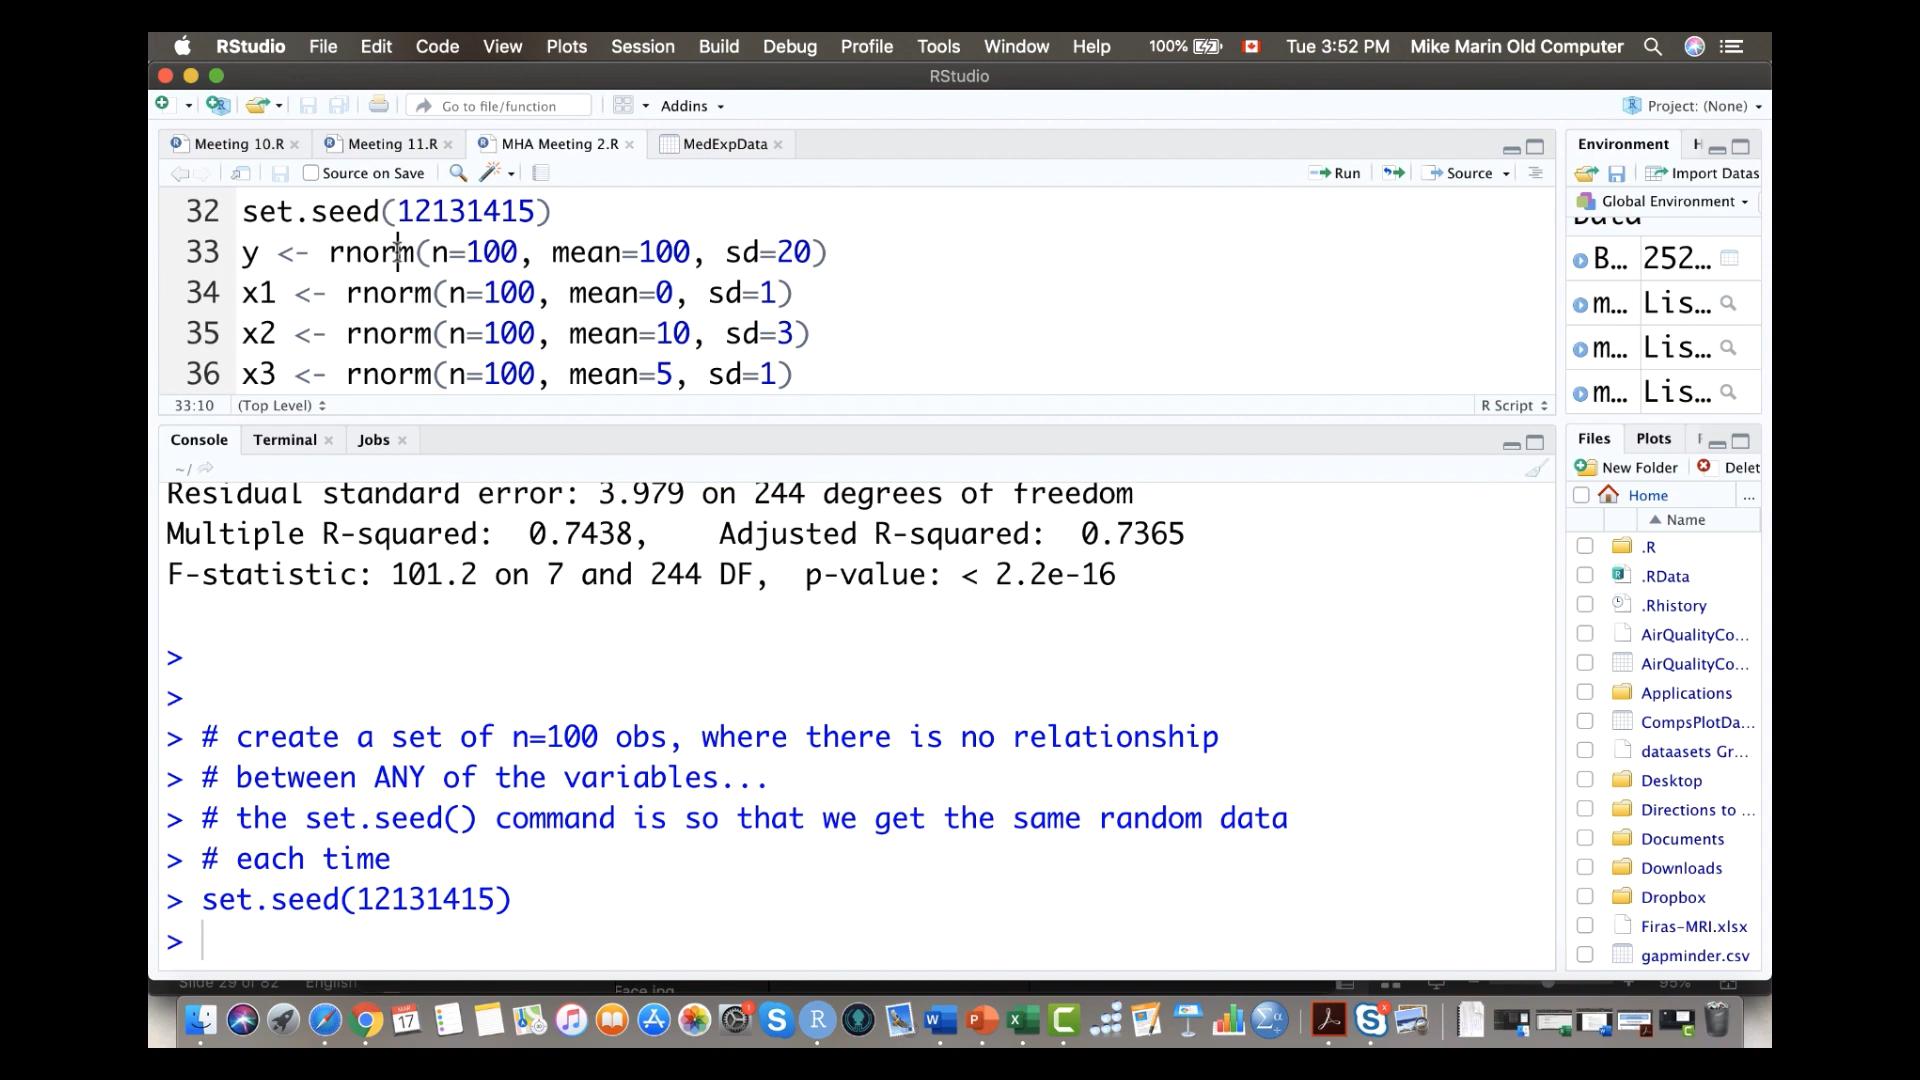 RStudio File Edit Code View Plots Session Build Debug Profile Tools Window Help 100% Tue 3:52 PM Mike Marin Old Computer
RStudio
Go to file/function Addins Project: (None)
Meeting 10.R Meeting 11.R MHA Meeting 2.R MedExpData
Source on Save Run Source
32 set.seed(12131415)
33 y <- rnorm(n=100, mean=100, sd=20)
34 x1 <- rnorm(n=100, mean=0, sd=1)
35 x2 <- rnorm(n=100, mean=10, sd=3)
36 x3 <- rnorm(n=100, mean=5, sd=1)
33:10 (Top Level) R Script
Console Terminal Jobs
~/
Residual standard error: 3.979 on 244 degrees of freedom
Multiple R-squared:  0.7438,    Adjusted R-squared:  0.7365
F-statistic: 101.2 on 7 and 244 DF,  p-value: < 2.2e-16
>
>
> # create a set of n=100 obs, where there is no relationship
> # between ANY of the variables...
> # the set.seed() command is so that we get the same random data
> # each time
> set.seed(12131415)
>
Environment
Import Datas
Global Environment
Data
B... 252...
m... Lis...
m... Lis...
m... Lis...
Files Plots
New Folder Delet
Home ...
Name
.R
.RData
.Rhistory
AirQualityCo...
AirQualityCo...
Applications
CompsPlotDa...
dataasets Gr...
Desktop
Directions to ...
Documents
Downloads
Dropbox
Firas-MRI.xlsx
gapminder.csv
Slide 29 of 82 English 95%
17